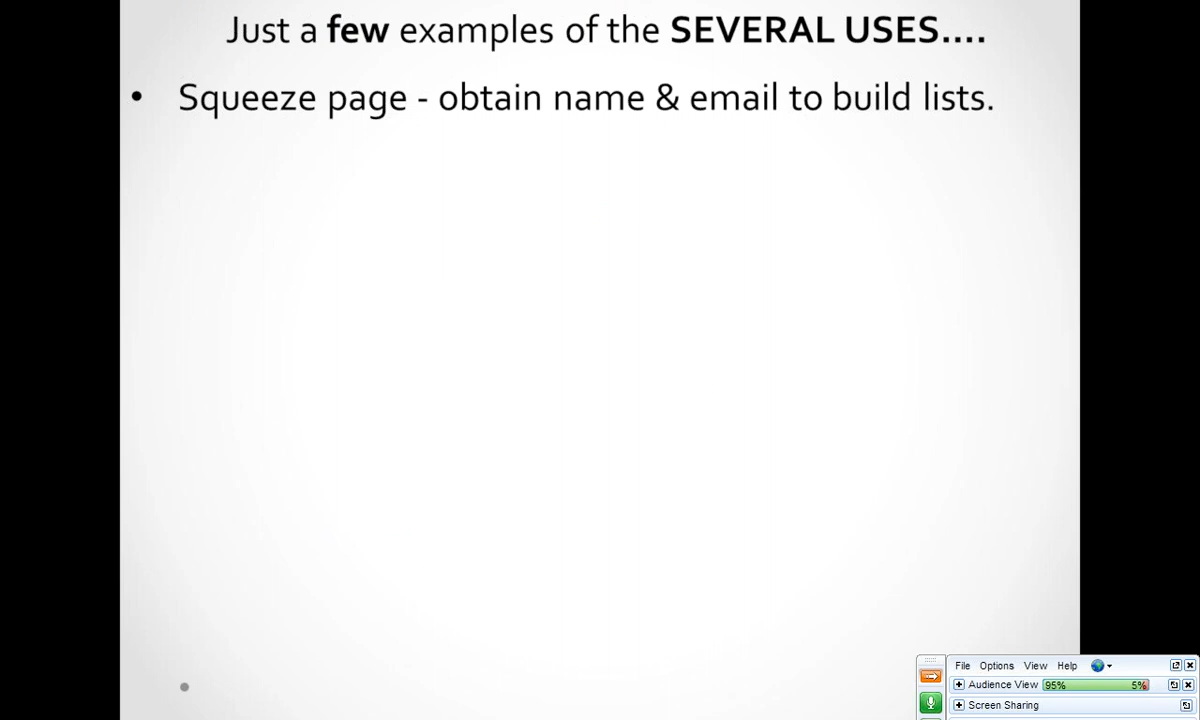 Just a few examples of the SEVERAL USES....
• Squeeze page - obtain name & email to build lists.
File Options View Help
Audience View 95% 5%
Screen Sharing